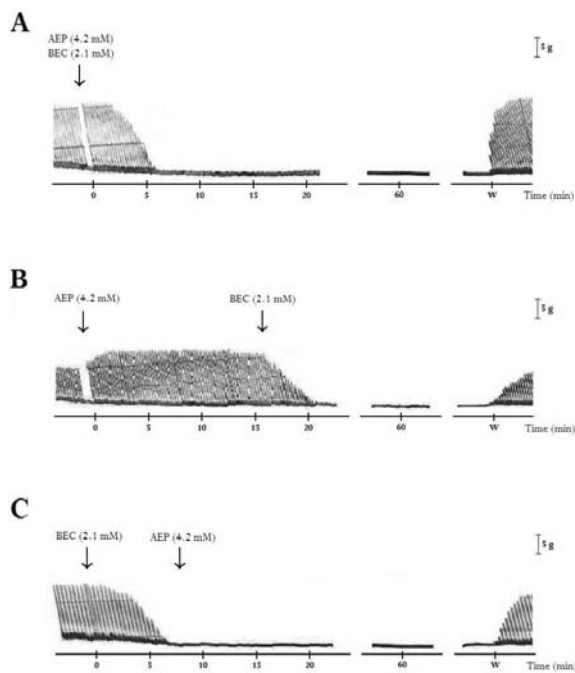 A
AEP (4.2 mM)
BEC (2.1 mM)
5 g
0 5 10 15 20 60 W Time (min)
B
AEP (4.2 mM) BEC (2.1 mM)
5 g
0 5 10 15 20 60 W Time (min)
C
BEC (2.1 mM) AEP (4.2 mM)
5 g
0 5 10 15 20 60 W Time (min)